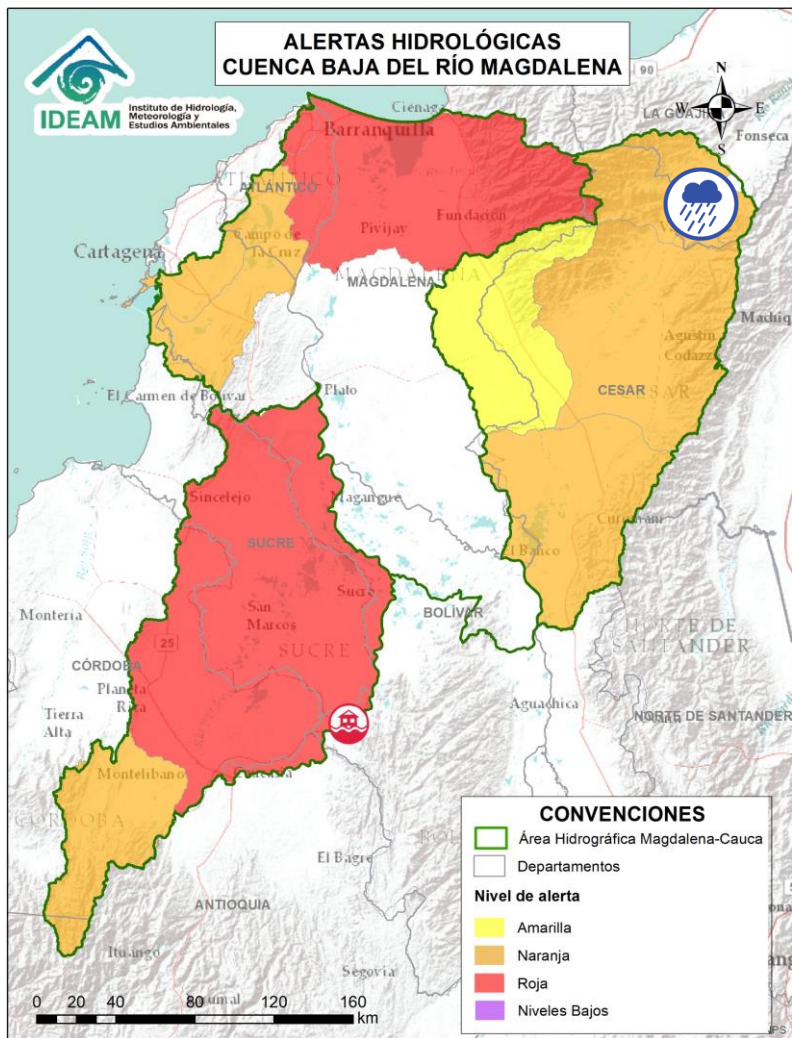 ALERTAS HIDROLÓGICAS
CUENCA BAJA DEL RÍO MAGDALENA
IDEAM
Instituto de Hidrología,
Meteorología y
Estudios Ambientales
90
N
W
E
S
LA GUAJIRA
Fonseca
Ciénaga
Barranquilla
ATLÁNTICO
Fundación
Pivijay
Campo de
la Cruz
Cartagena
MAGDALENA
MAGDALENA
Agustín
Codazzi
CESAR
El Carmen de Bolívar
Plato
Sincelejo
Magangue
SUCRE
Curumaní
El Banco
Sucre
BOLÍVAR
San
Marcos
Montería
SUCRE
NORTE DE
SANTANDER
25
CÓRDOBA
Planeta
Rica
Aguachica
NORTE DE SANTANDER
Tierra
Alta
Montelíbano
CÓRDOBA
El Bagre
ANTIOQUIA
Ituango
Segovia
0 20 40 80 120 160
km
CONVENCIONES
Área Hidrográfica Magdalena-Cauca
Departamentos
Nivel de alerta
Amarilla
Naranja
Roja
Niveles Bajos